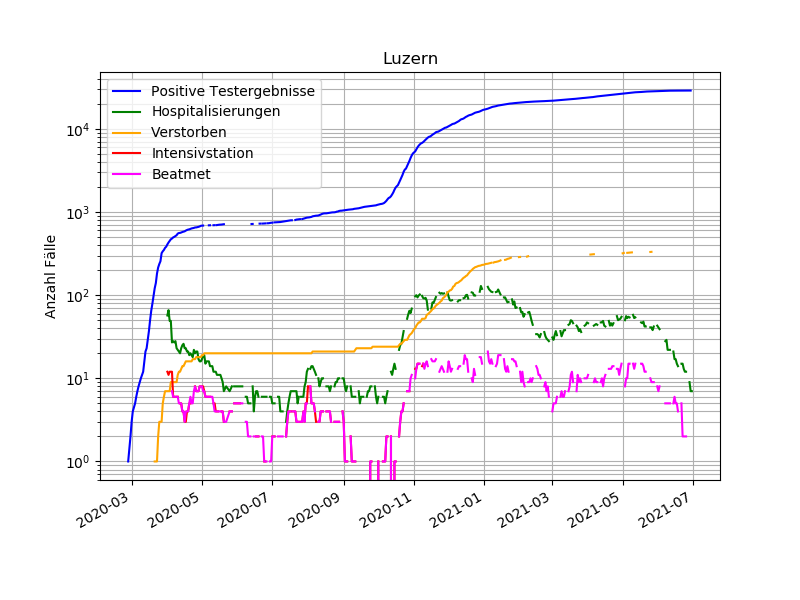 Luzern
Anzahl Fälle
10^4
10^3
10^2
10^1
10^0
Positive Testergebnisse
Hospitalisierungen
Verstorben
Intensivstation
Beatmet
2020-03
2020-05
2020-07
2020-09
2020-11
2021-01
2021-03
2021-05
2021-07